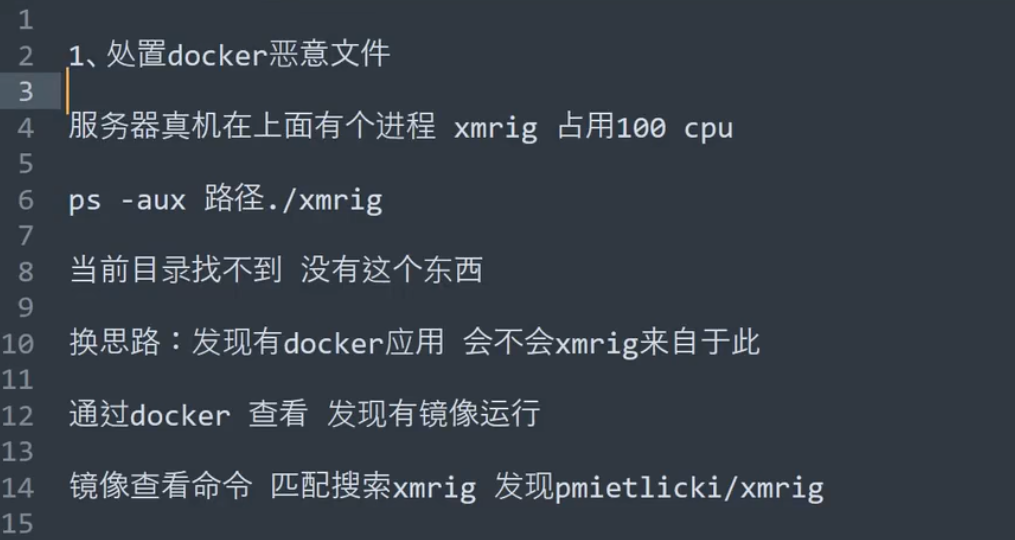 1
2 1、处置docker恶意文件
3
4 服务器真机在上面有个进程 xmrig 占用100 cpu
5
6 ps -aux 路径./xmrig
7
8 当前目录找不到 没有这个东西
9
10 换思路：发现有docker应用 会不会xmrig来自于此
11
12 通过docker 查看 发现有镜像运行
13
14 镜像查看命令 匹配搜索xmrig 发现pmietlicki/xmrig
15